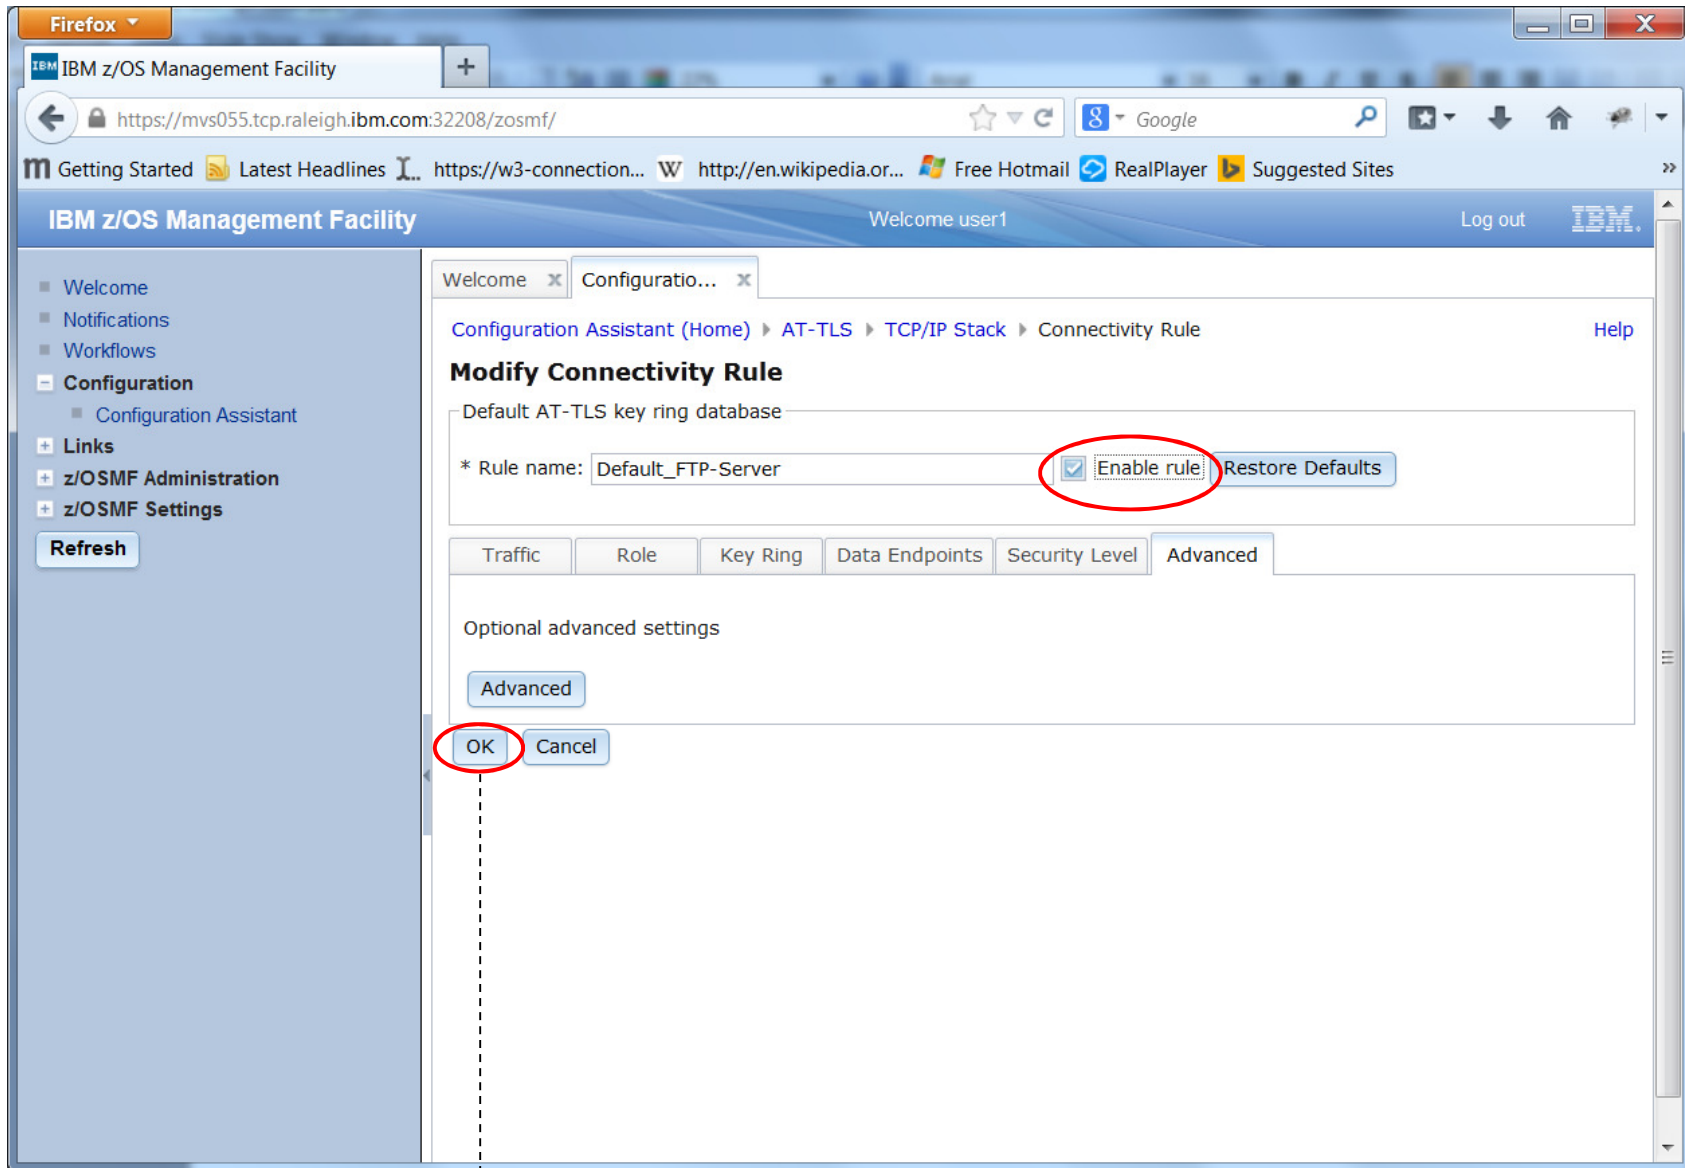 Firefox
IBM IBM z/OS Management Facility
https://mvs055.tcp.raleigh.ibm.com:32208/zosmf/
8 Google
m Getting Started Latest Headlines https://w3-connection... W http://en.wikipedia.or... Free Hotmail RealPlayer Suggested Sites »
IBM z/OS Management Facility Welcome user1 Log out IBM.
Welcome
Notifications
Workflows
Configuration
Configuration Assistant
Links
z/OSMF Administration
z/OSMF Settings
Refresh
Welcome x Configuratio... x
Configuration Assistant (Home) AT-TLS TCP/IP Stack Connectivity Rule Help
Modify Connectivity Rule
Default AT-TLS key ring database
* Rule name: Default_FTP-Server Enable rule Restore Defaults
Traffic Role Key Ring Data Endpoints Security Level Advanced
Optional advanced settings
Advanced
OK Cancel